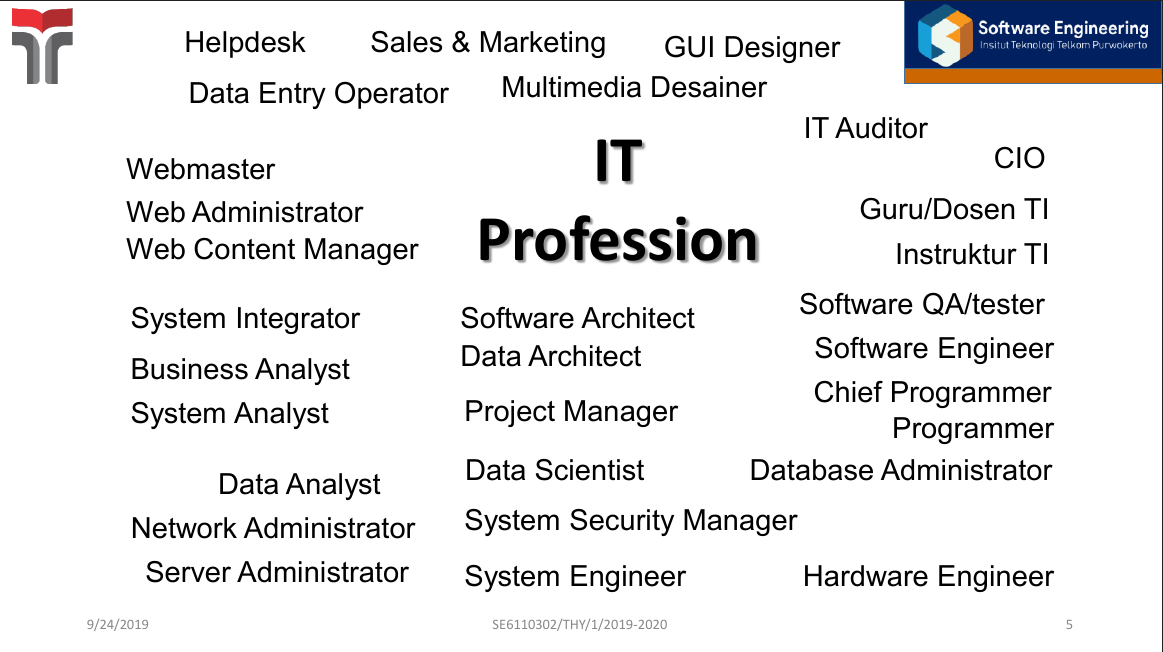 Helpdesk
Sales & Marketing
GUI Designer
Software Engineering
Insitut Teknologi Telkom Purwokerto
Data Entry Operator
Multimedia Desainer
IT Auditor
CIO
IT
Profession
Webmaster
Web Administrator
Web Content Manager
Guru/Dosen TI
Instruktur TI
System Integrator
Software Architect
Software QA/tester
Business Analyst
Data Architect
Software Engineer
System Analyst
Project Manager
Chief Programmer
Programmer
Data Analyst
Data Scientist
Database Administrator
Network Administrator
System Security Manager
Server Administrator
System Engineer
Hardware Engineer
9/24/2019
SE6110302/THY/1/2019-2020
5